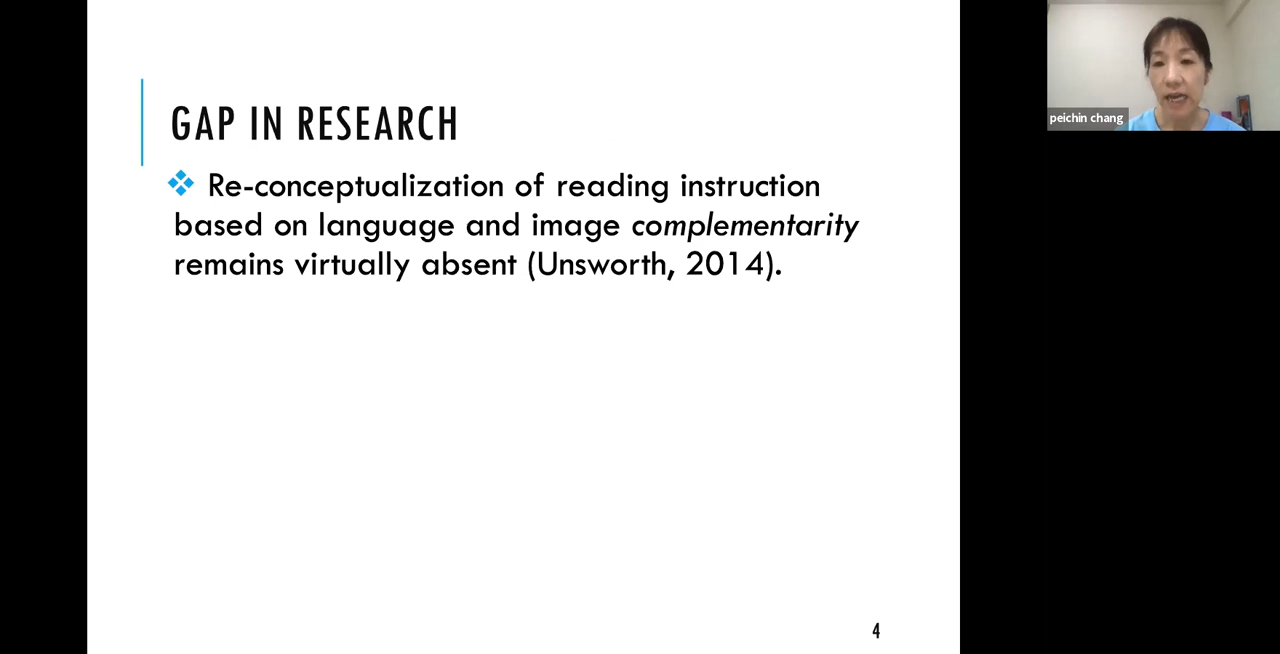 GAP IN RESEARCH
Re-conceptualization of reading instruction
based on language and image complementarity
remains virtually absent (Unsworth, 2014).
4
peichin chang